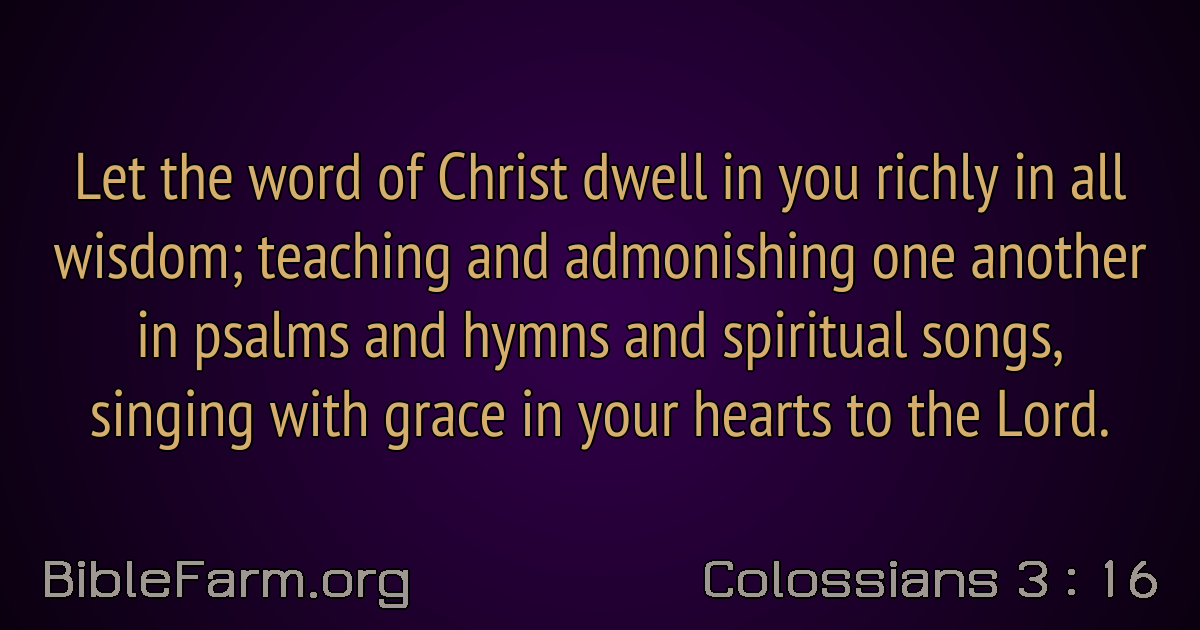 Let the word of Christ dwell in you richly in all
wisdom; teaching and admonishing one another
in psalms and hymns and spiritual songs,
singing with grace in your hearts to the Lord.
BibleFarm.org
Colossians 3 : 16